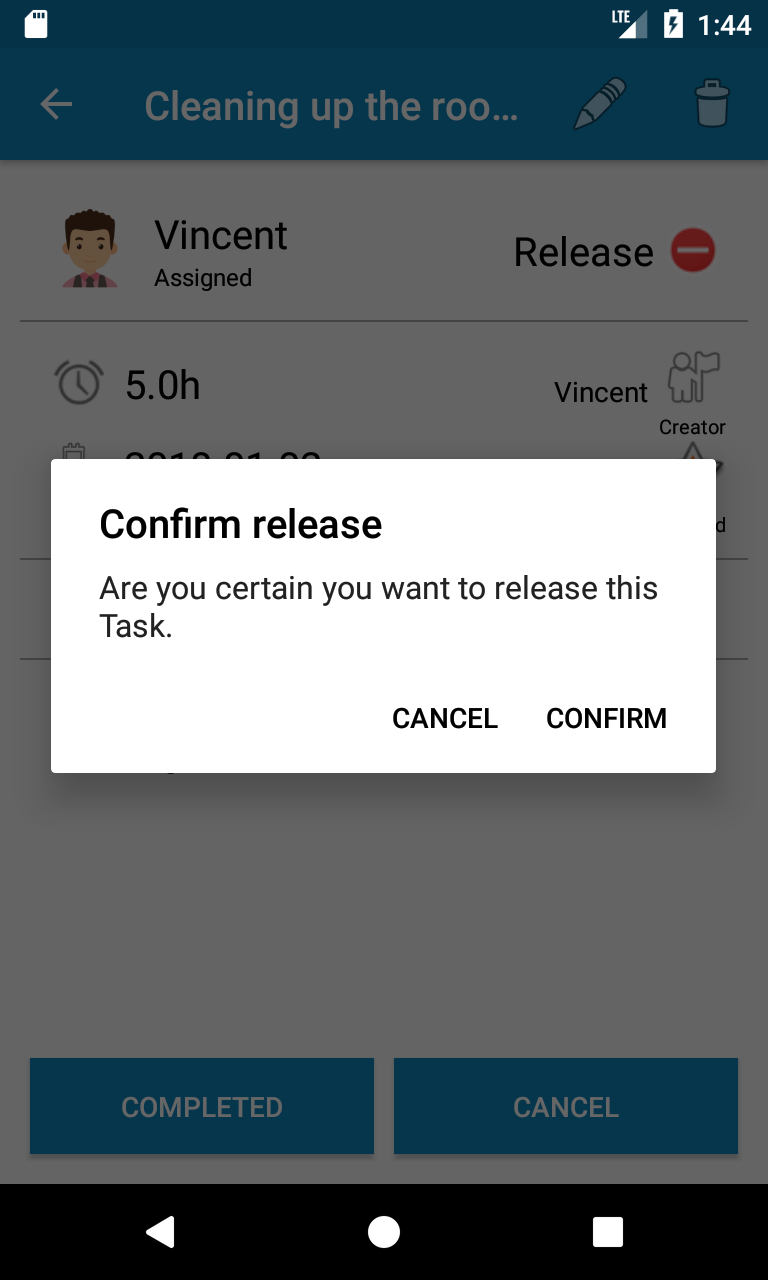 LTE 1:44
Cleaning up the roo…
Vincent
Assigned
Release
5.0h
Vincent
Creator
Confirm release
Are you certain you want to release this
Task.
CANCEL CONFIRM
COMPLETED CANCEL